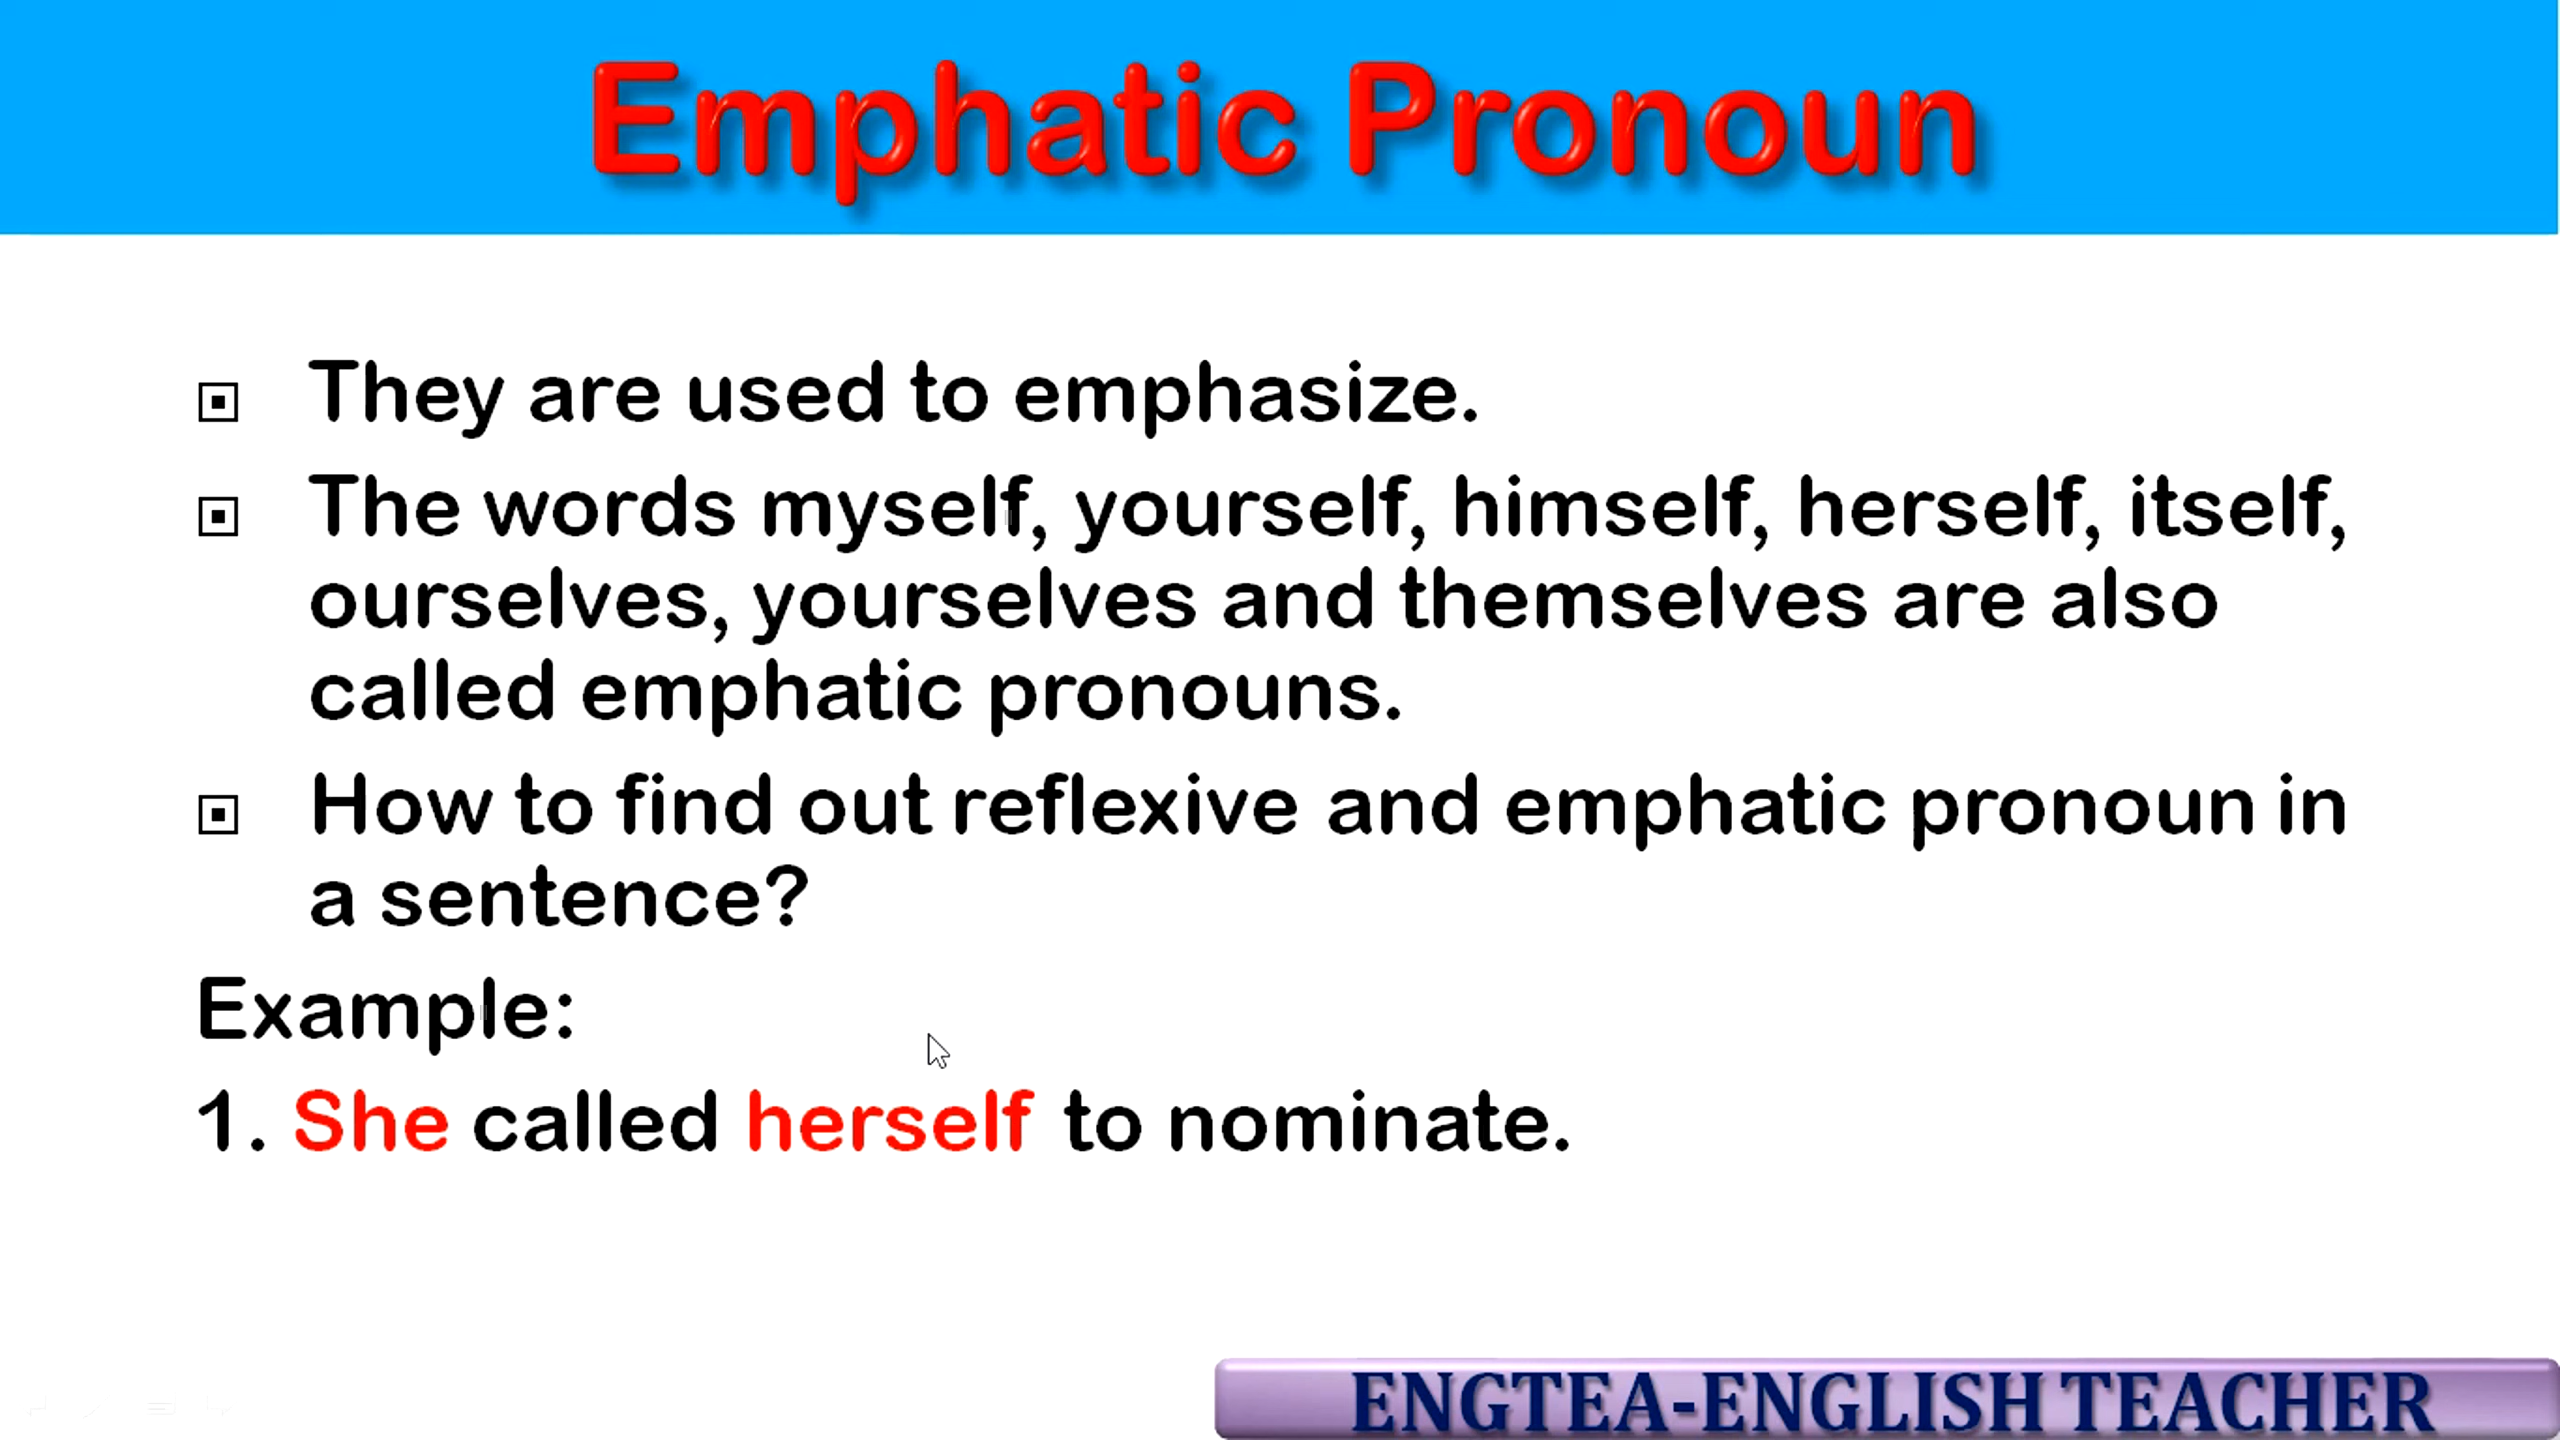 Emphatic Pronoun
They are used to emphasize.
The words myself, yourself, himself, herself, itself,
ourselves, yourselves and themselves are also
called emphatic pronouns.
How to find out reflexive and emphatic pronoun in
a sentence?
Example:
1. She called herself to nominate.
ENGTEA-ENGLISH TEACHER